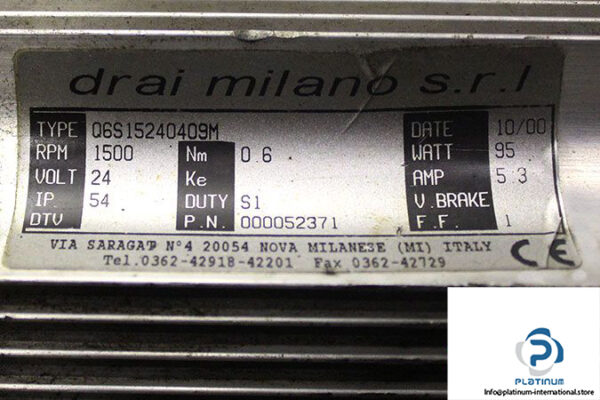 drai milano s.r.l
TYPE Q6S15240409M DATE 10/00
RPM 1500 Nm 0.6 WATT 95
VOLT 24 Ke AMP 5.3
IP. 54 DUTY S1 V.BRAKE
DTV P.N. 000052371 F.F. 1
VIA SARAGAT N°4 20054 NOVA MILANESE (MI) ITALY
Tel.0362-42918-42201 Fax 0362-42729
CE
PLATINUM
Info@platinum-international.store